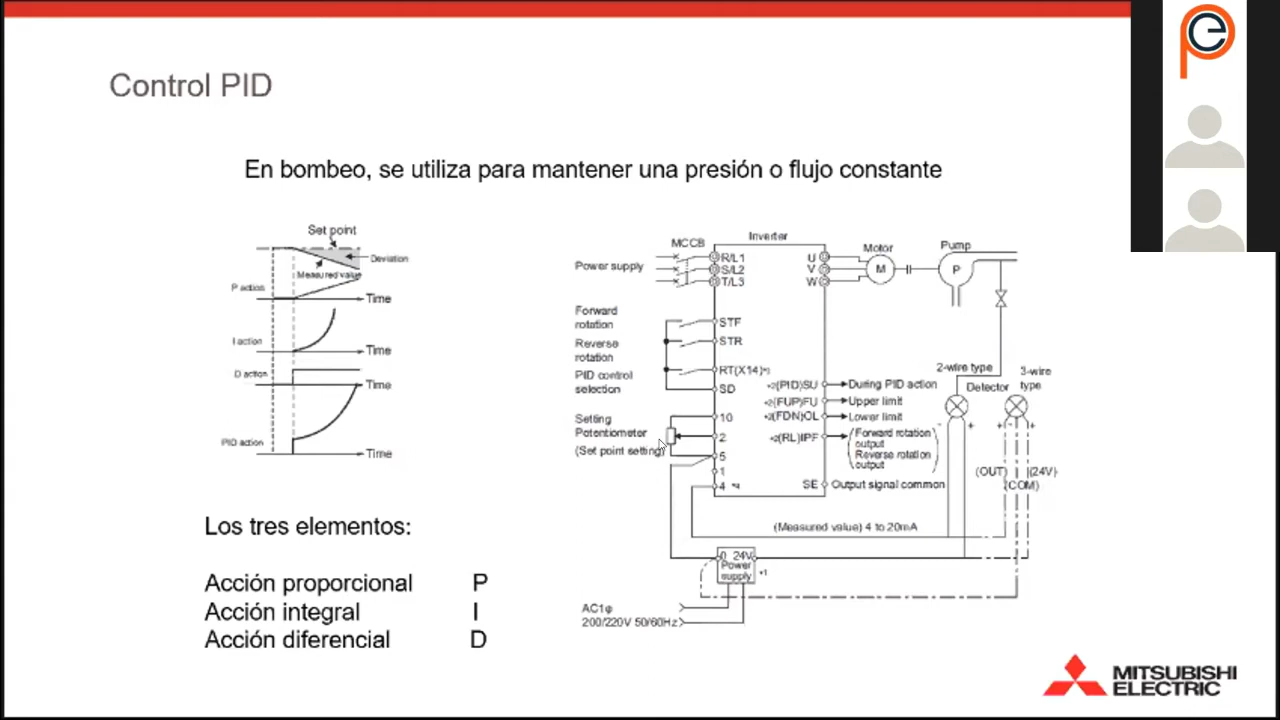 Control PID
En bombeo, se utiliza para mantener una presión o flujo constante
Set point
Deviation
Measured value
P action
Time
I action
Time
D action
Time
PID action
Time
Los tres elementos:
Acción proporcional P
Acción integral I
Acción diferencial D
MCCB
Inverter
Motor
Pump
Power supply
R/L1
S/L2
T/L3
U
V
W
M
P
Forward
rotation
Reverse
rotation
PID control
selection
STF
STR
RT(X14)*3
SD
Setting
Potentiometer
(Set point setting)
10
2
5
1
4
*2(PID)SU
During PID action
*2(FUP)FU
Upper limit
*2(FDN)OL
Lower limit
*2(RL)IPF
Forward rotation
output
Reverse rotation
output
SE
Output signal common
2-wire type
Detector
3-wire
type
- +
+ - +
(OUT)
(24V)
(COM)
(Measured value) 4 to 20mA
0 24V
Power
supply
*1
AC1φ
200/220V 50/60Hz
MITSUBISHI
ELECTRIC